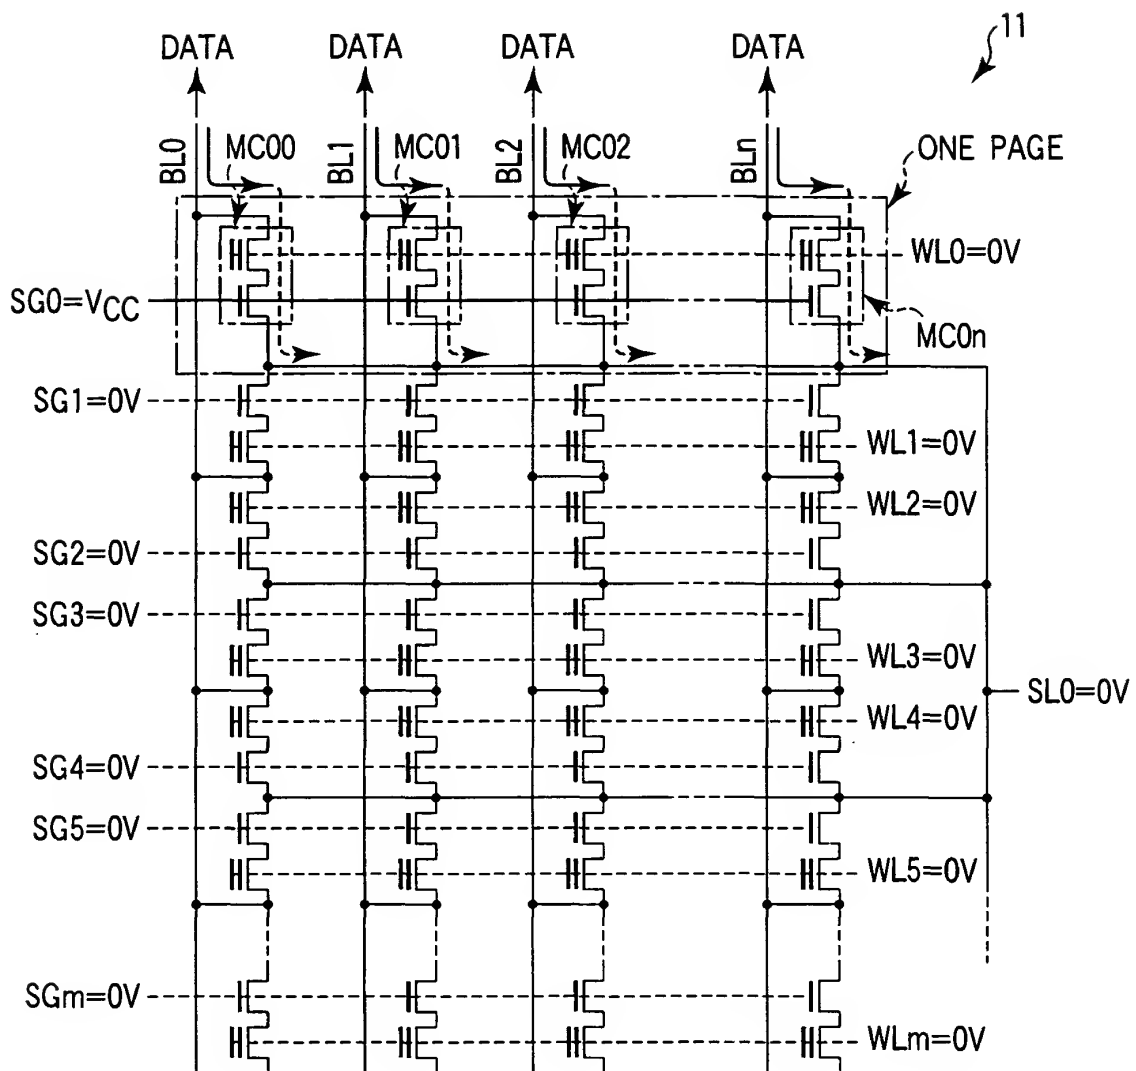 11
DATA DATA DATA DATA
BL0 MC00 BL1 MC01 BL2 MC02 BLn ONE PAGE
WL0=0V
SG0=VCC
MC0n
SG1=0V
WL1=0V
WL2=0V
SG2=0V
SG3=0V
WL3=0V
SL0=0V
WL4=0V
SG4=0V
SG5=0V
WL5=0V
SGm=0V
WLm=0V